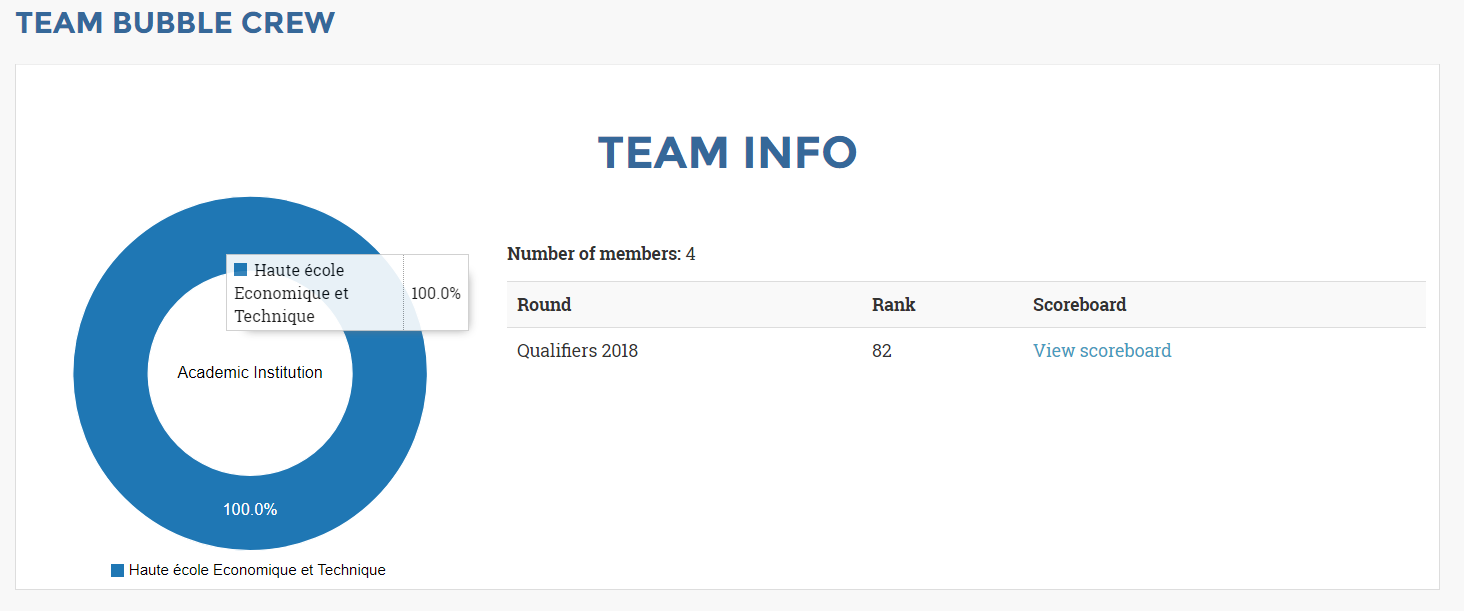 TEAM BUBBLE CREW
TEAM INFO
Haute école
Economique et
Technique
100.0%
Academic Institution
100.0%
Haute école Economique et Technique
Number of members: 4
Round Rank Scoreboard
Qualifiers 2018 82 View scoreboard